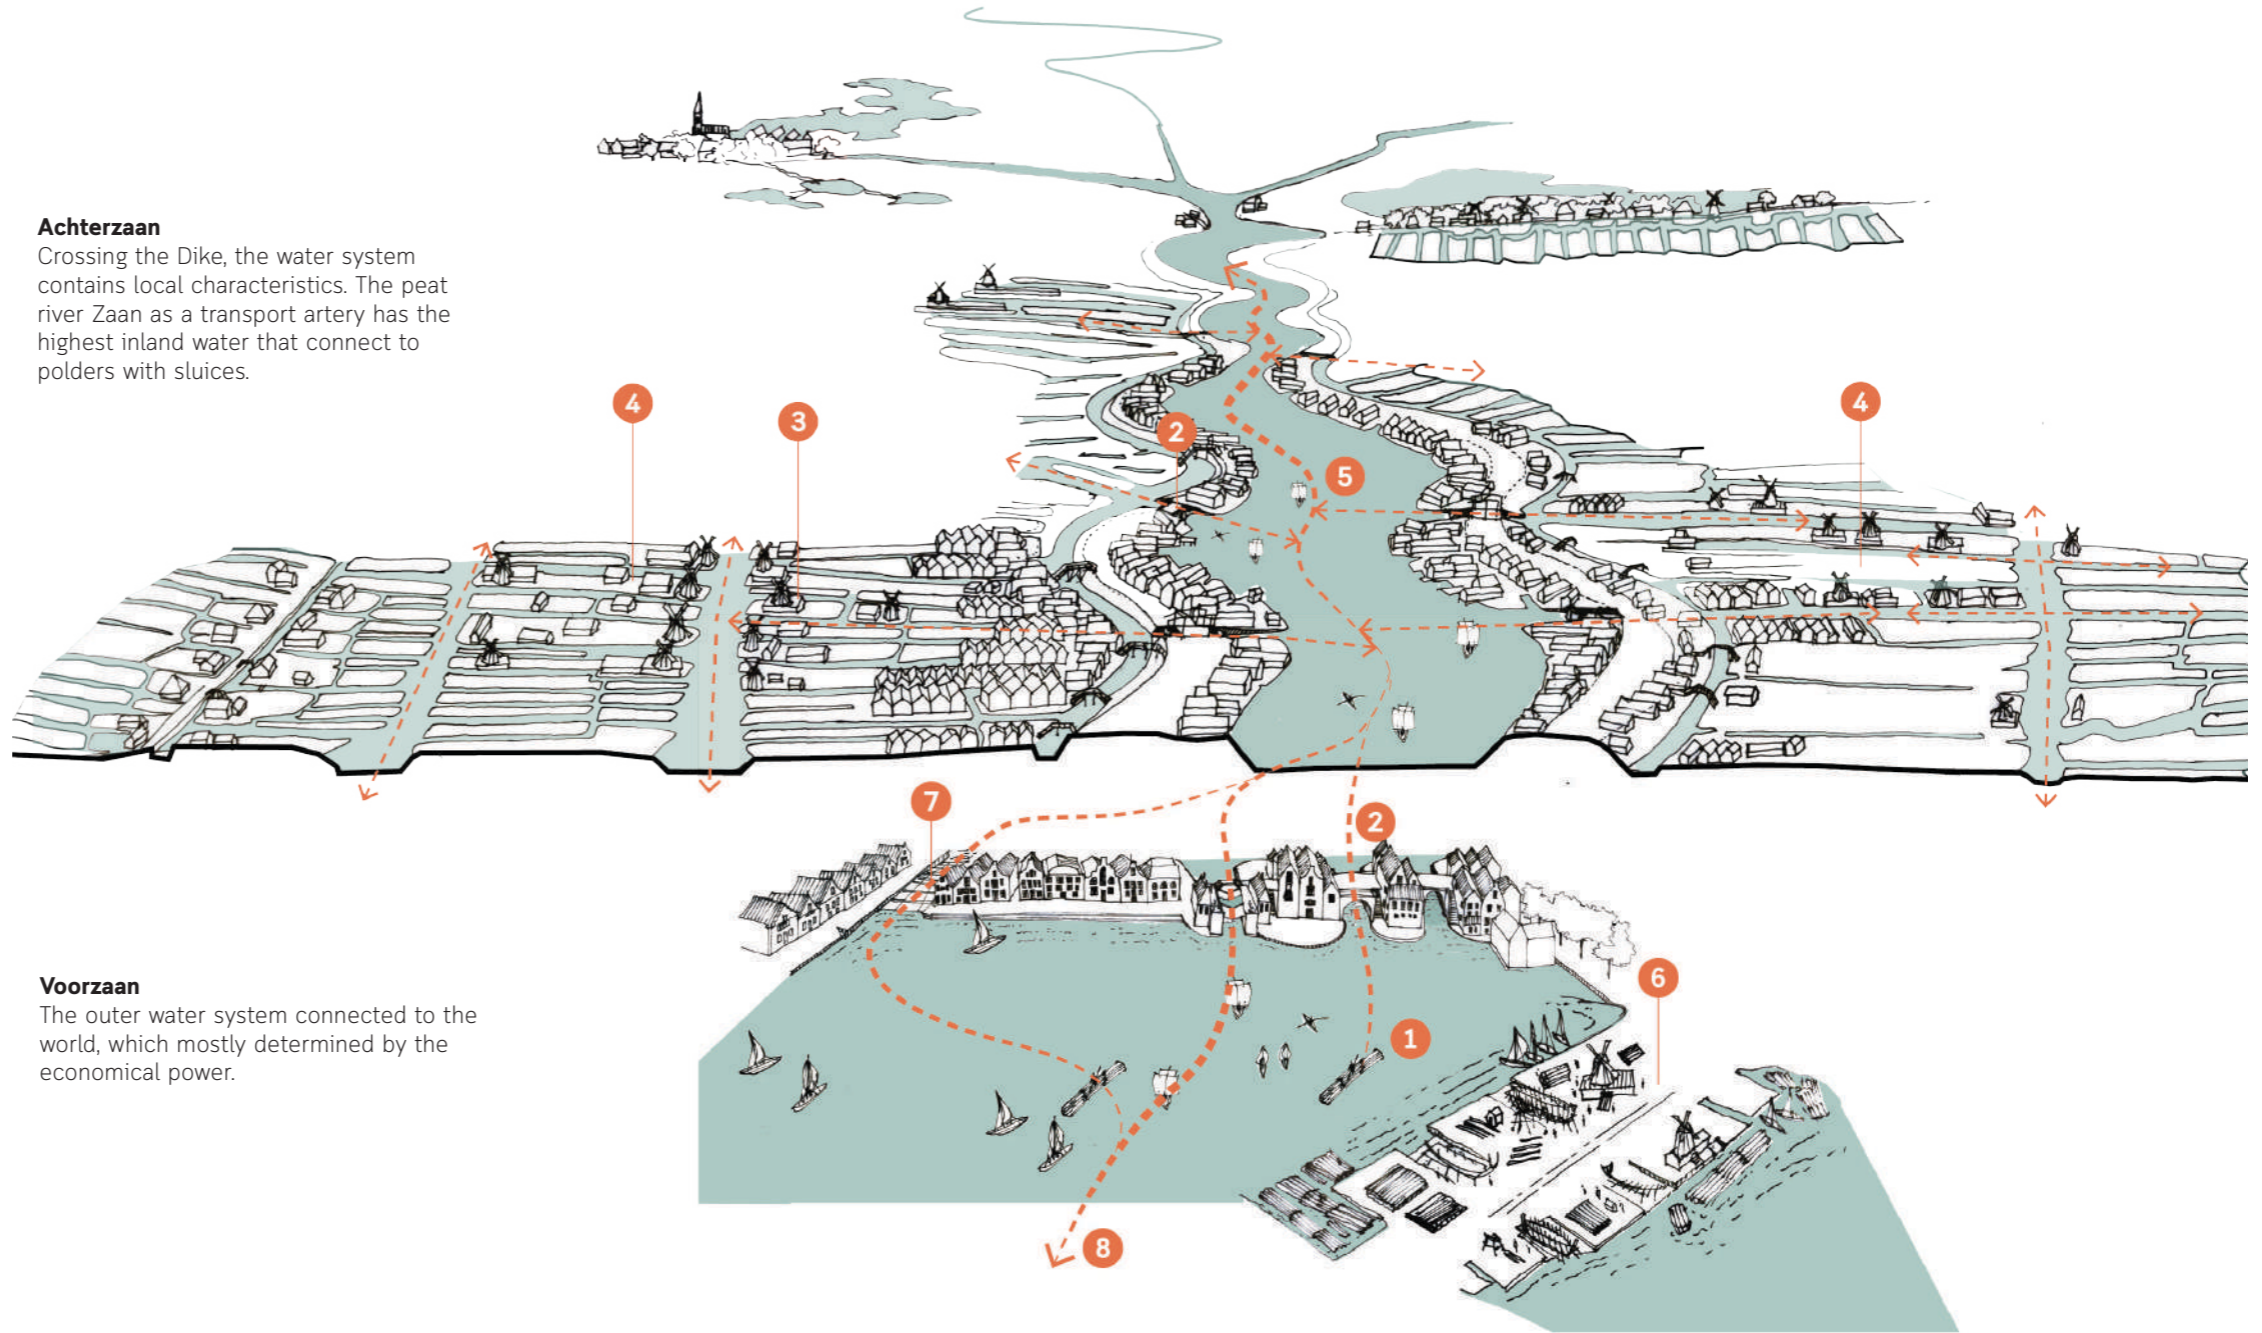 Achterzaan
Crossing the Dike, the water system
contains local characteristics. The peat
river Zaan as a transport artery has the
highest inland water that connect to
polders with sluices.
4
3
2
4
5
7
2
Voorzaan
The outer water system connected to the
world, which mostly determined by the
economical power.
6
1
8